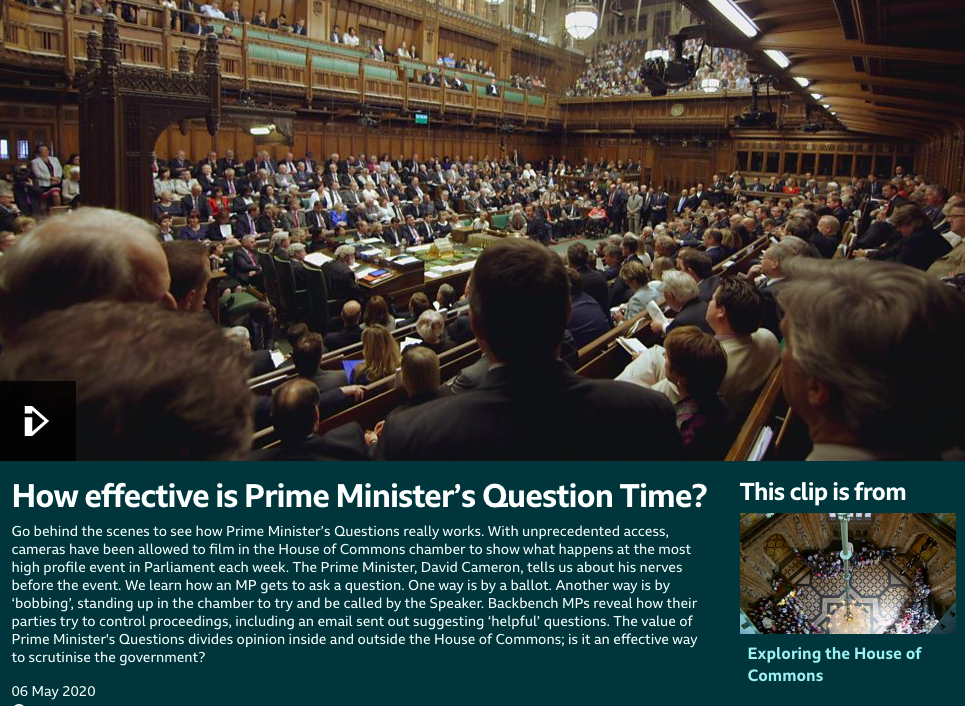 How effective is Prime Minister's Question Time?
Go behind the scenes to see how Prime Minister's Questions really works. With unprecedented access,
cameras have been allowed to film in the House of Commons chamber to show what happens at the most
high profile event in Parliament each week. The Prime Minister, David Cameron, tells us about his nerves
before the event. We learn how an MP gets to ask a question. One way is by a ballot. Another way is by
‘bobbing’, standing up in the chamber to try and be called by the Speaker. Backbench MPs reveal how their
parties try to control proceedings, including an email sent out suggesting ‘helpful’ questions. The value of
Prime Minister's Questions divides opinion inside and outside the House of Commons; is it an effective way
to scrutinise the government?
06 May 2020
This clip is from
Exploring the House of
Commons